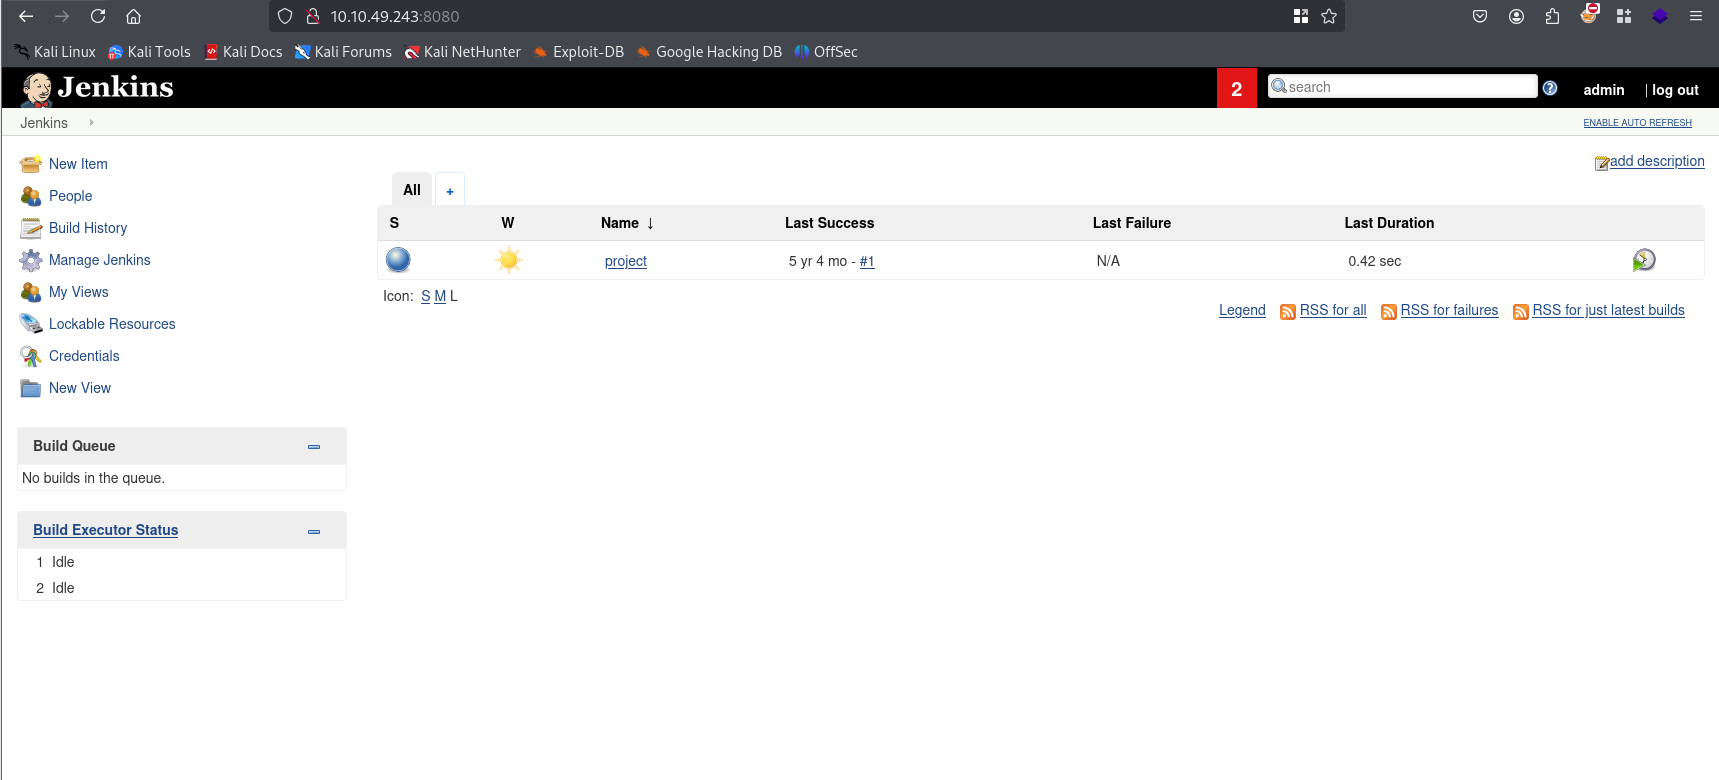 10.10.49.243:8080
Kali Linux Kali Tools Kali Docs Kali Forums Kali NetHunter Exploit-DB Google Hacking DB OffSec
Jenkins 2 search admin | log out
Jenkins ENABLE AUTO REFRESH
New Item
People
Build History
Manage Jenkins
My Views
Lockable Resources
Credentials
New View
Build Queue
No builds in the queue.
Build Executor Status
1 Idle
2 Idle
add description
All +
S W Name ↓ Last Success Last Failure Last Duration
project 5 yr 4 mo - #1 N/A 0.42 sec
Icon: S M L
Legend RSS for all RSS for failures RSS for just latest builds